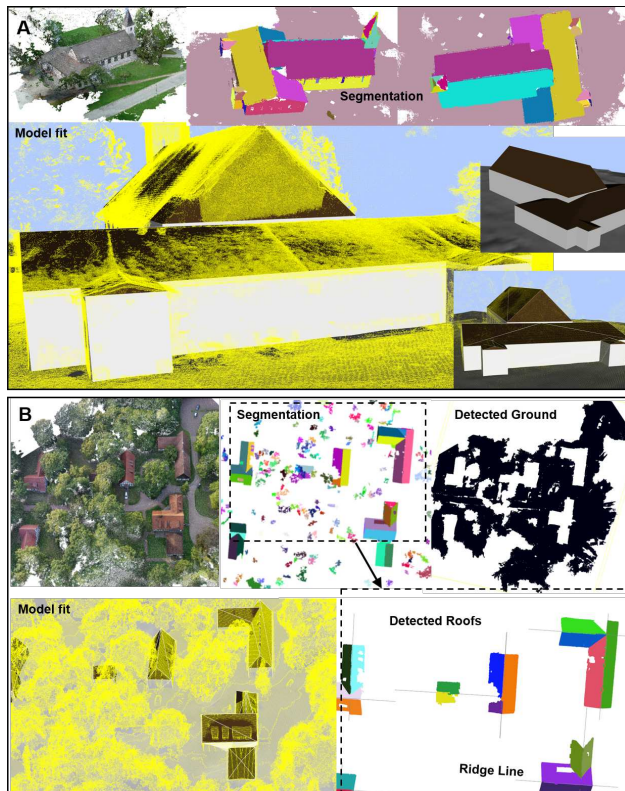 A
Segmentation
Model fit
B
Segmentation
Detected Ground
Model fit
Detected Roofs
Ridge Line